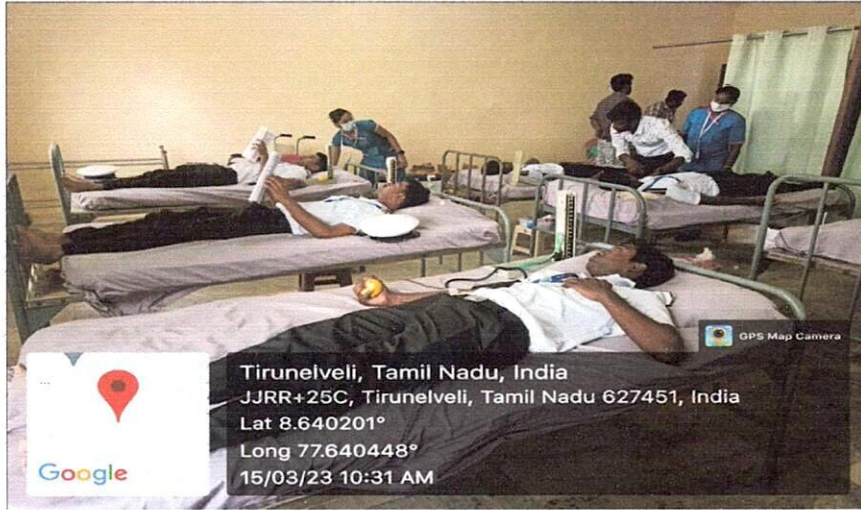 GPS Map Camera
Tirunelveli, Tamil Nadu, India
JJRR+25C, Tirunelveli, Tamil Nadu 627451, India
Lat 8.640201°
Long 77.640448°
15/03/23 10:31 AM
Google